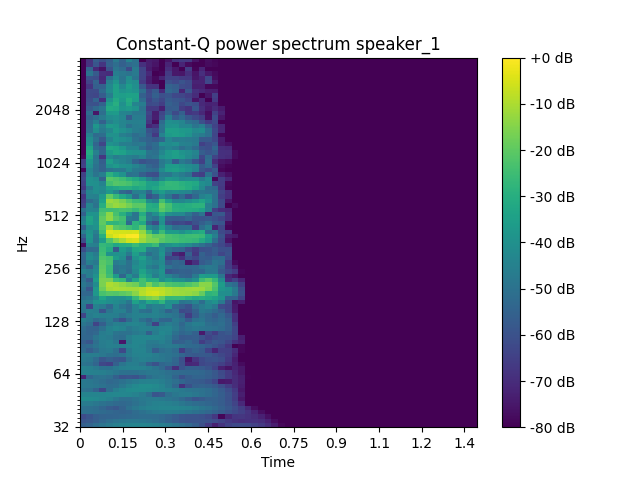 Constant-Q power spectrum speaker_1
+0 dB
2048
-10 dB
1024
-20 dB
512
-30 dB
Hz
-40 dB
256
-50 dB
128
-60 dB
64
-70 dB
32
-80 dB
0 0.15 0.3 0.45 0.6 0.75 0.9 1.1 1.2 1.4
Time